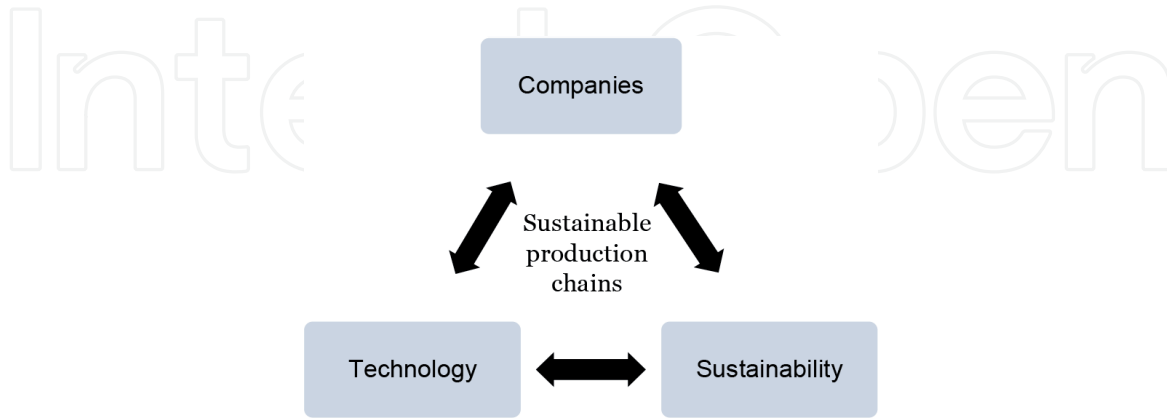 Companies
Sustainable
production
chains
Technology
Sustainability